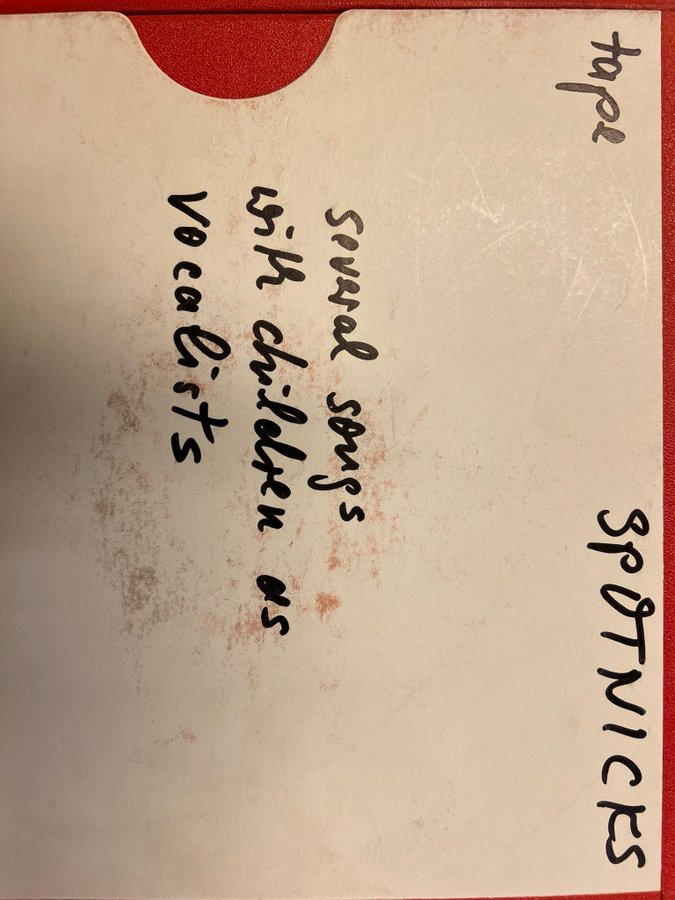 tape SPOTNICKS
several songs
with children as
vocalists